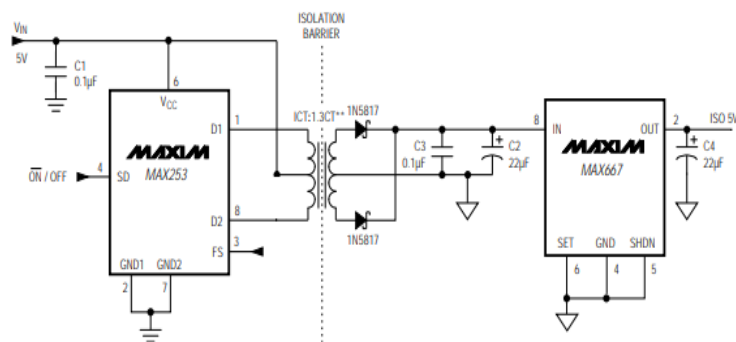 ISOLATION
BARRIER
VIN
5V
C1
0.1µF
6
VCC
D1
1
ICT:1.3CT**
1N5817
MAXIM
MAX253
ON / OFF
4
SD
D2
8
FS
3
GND1
GND2
2
7
1N5817
C3
0.1µF
+
C2
22µF
8
IN
OUT
2
ISO 5V
MAXIM
MAX667
+
C4
22µF
SET
GND
SHDN
6
4
5